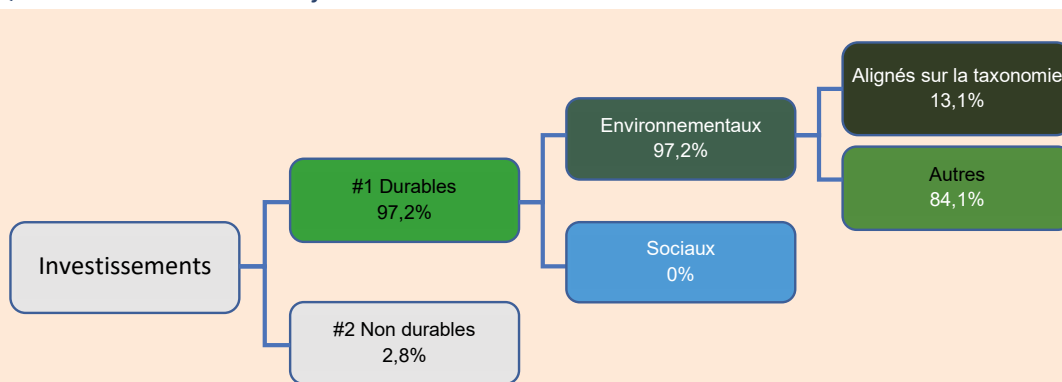 Investissements
#1 Durables
97,2%
#2 Non durables
2,8%
Environnementaux
97,2%
Sociaux
0%
Alignés sur la taxonomie
13,1%
Autres
84,1%